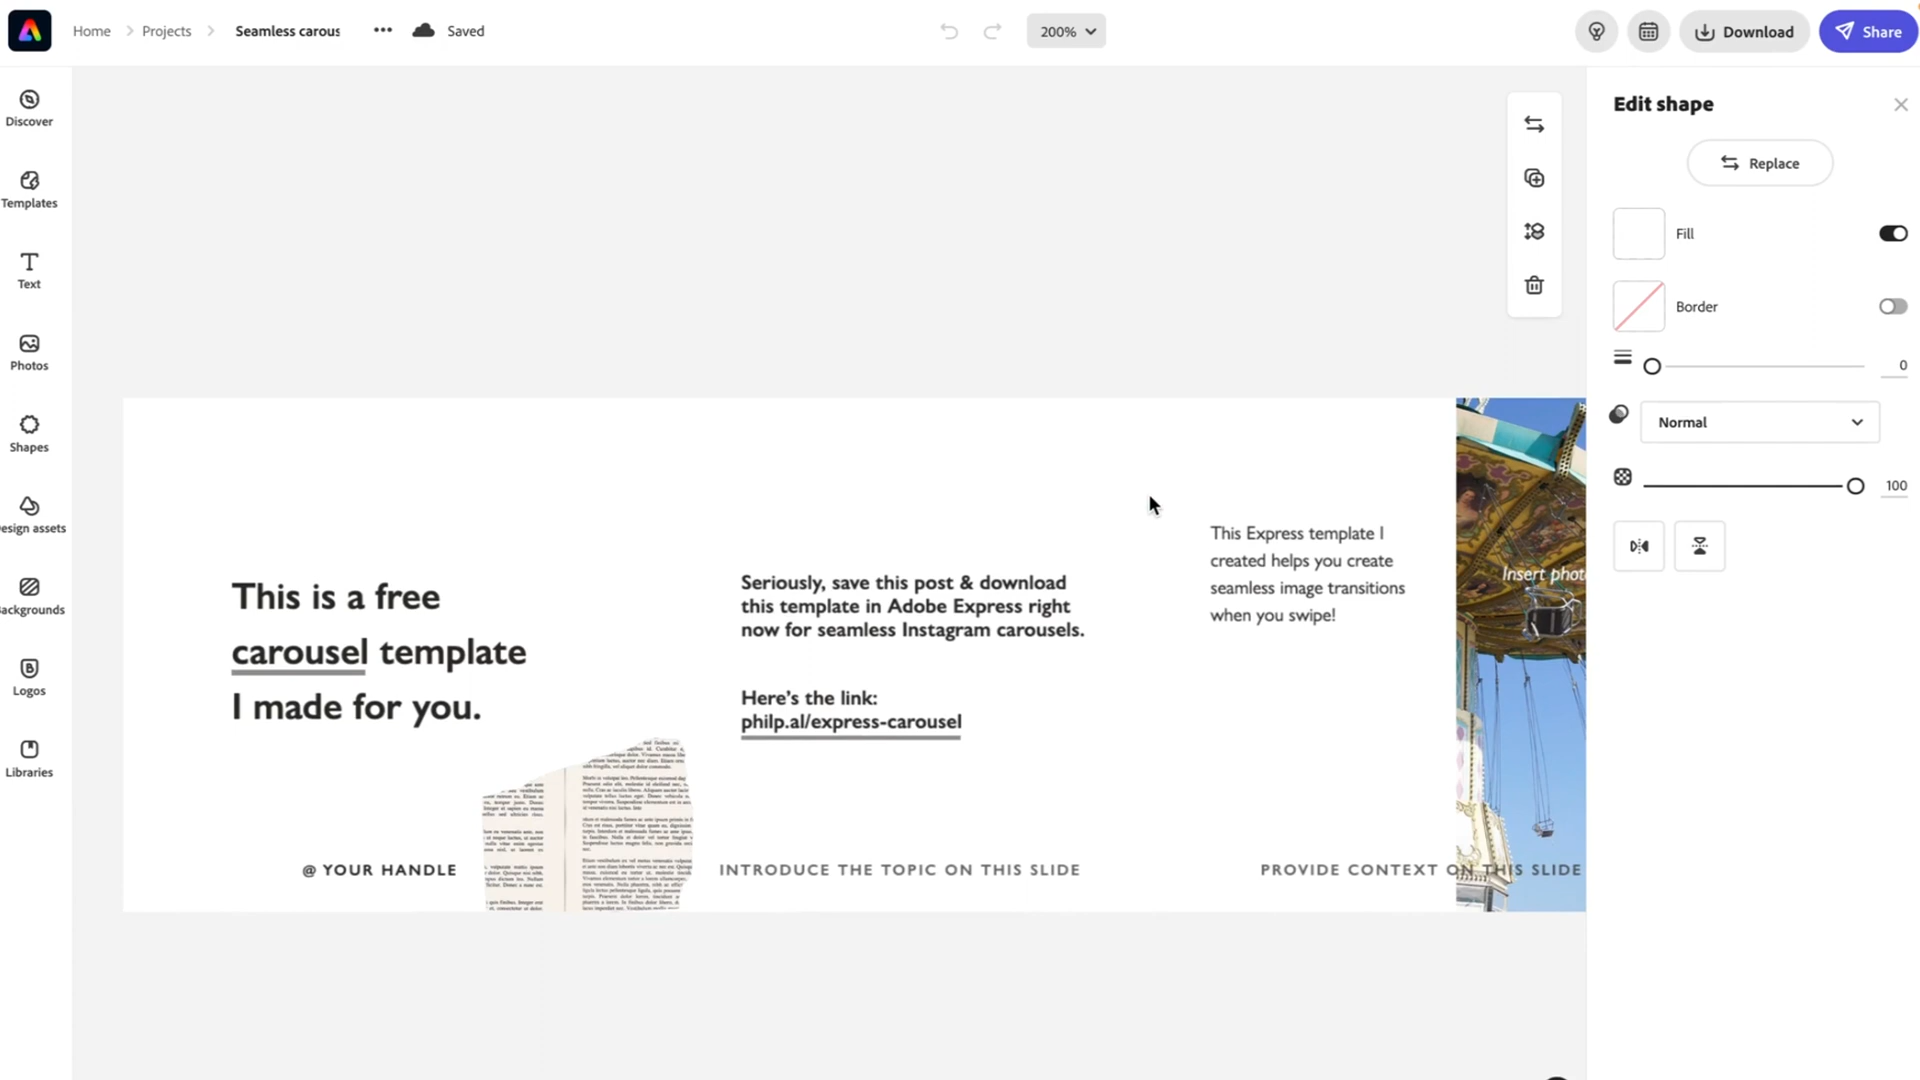 Home
Projects
Seamless carous
Saved
200%
Download
Share
Discover
Templates
Text
Photos
Shapes
esign assets
ackgrounds
Logos
Libraries
Edit shape
Replace
Fill
Border
0
Normal
100
This is a free
carousel template
I made for you.
@ YOUR HANDLE
Seriously, save this post & download
this template in Adobe Express right
now for seamless Instagram carousels.
Here's the link:
philp.al/express-carousel
INTRODUCE THE TOPIC ON THIS SLIDE
This Express template I
created helps you create
seamless image transitions
when you swipe!
Insert phot
PROVIDE CONTEXT ON THIS SLIDE